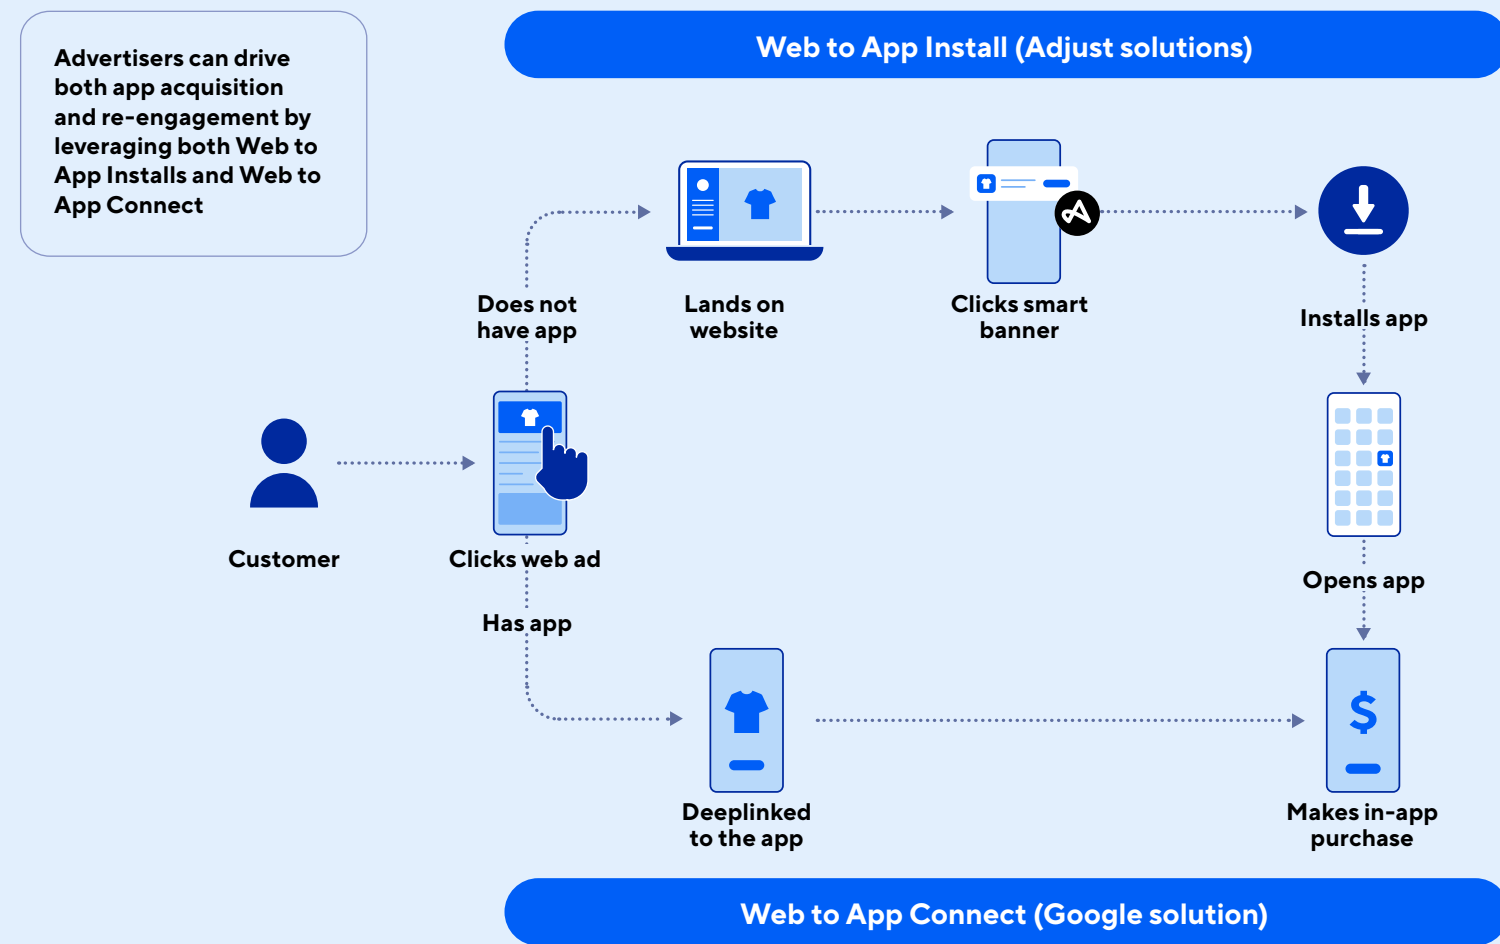 Advertisers can drive
both app acquisition
and re-engagement by
leveraging both Web to
App Installs and Web to
App Connect
Web to App Install (Adjust solutions)
Does not
have app
Lands on
website
Clicks smart
banner
Installs app
Customer
Clicks web ad
Opens app
Has app
Deeplinked
to the app
Makes in-app
purchase
Web to App Connect (Google solution)